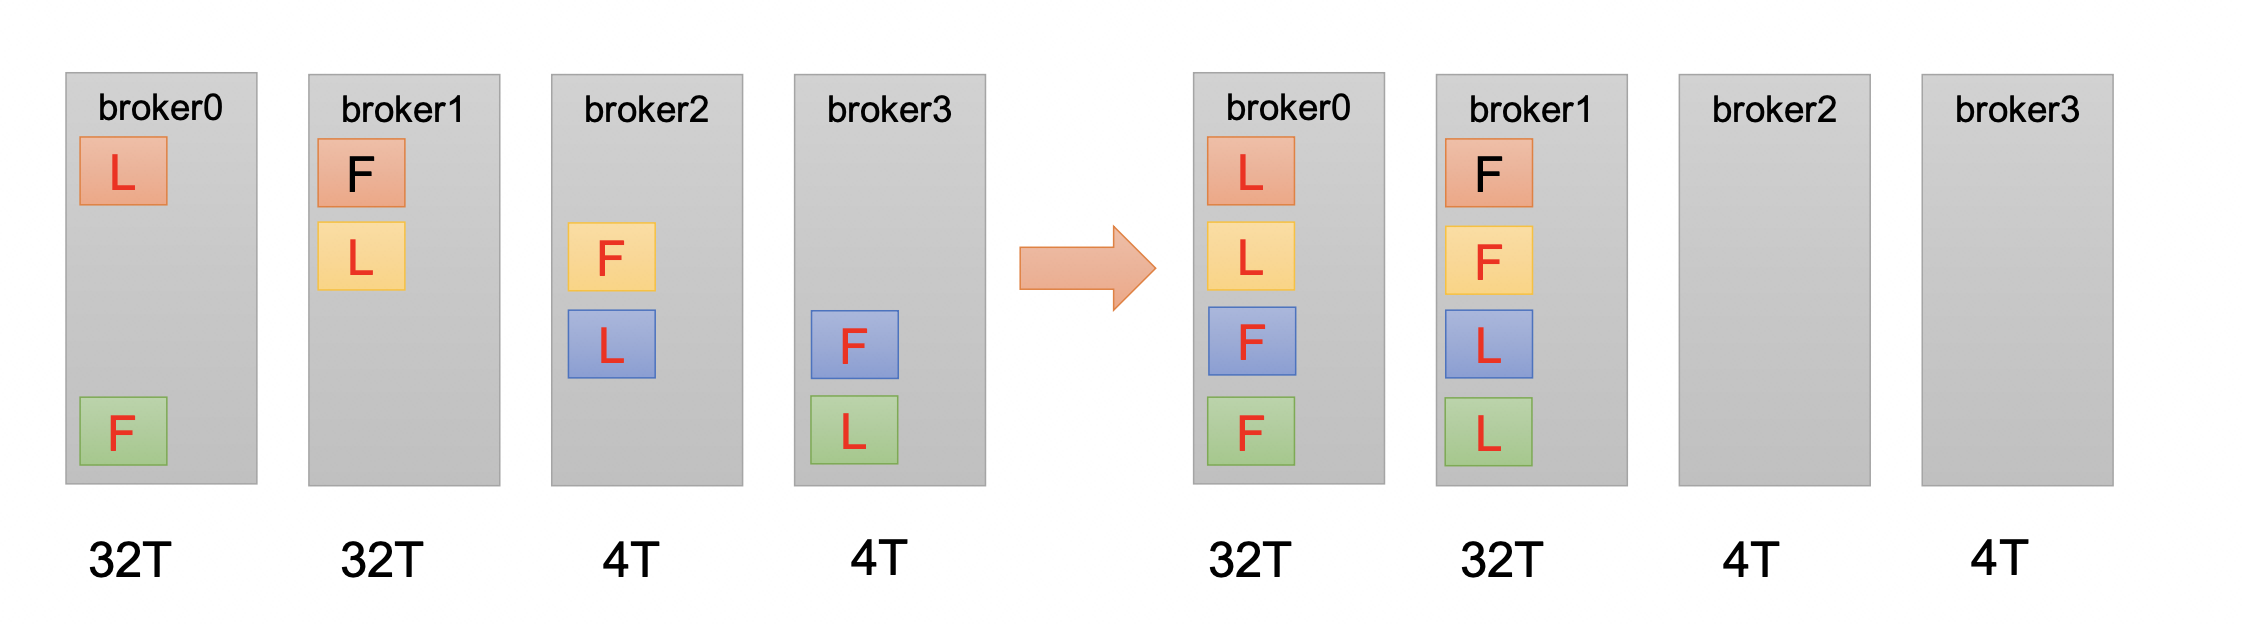 broker0 broker1 broker2 broker3 broker0 broker1 broker2 broker3
L F L F
L F L F
L F F L
F L F L
32T 32T 4T 4T 32T 32T 4T 4T